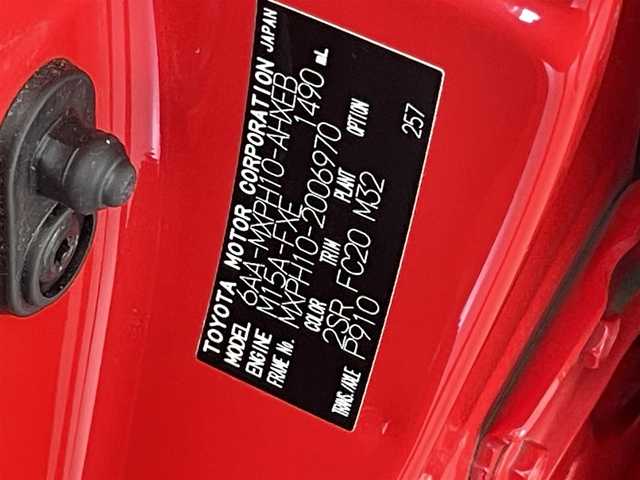 TOYOTA MOTOR CORPORATION JAPAN
MODEL 6AA-MXPH10-AHXEB
ENGINE M15A-FXE 1490 mL
FRAME No. MXPH10-2006970
COLOR TRIM PLANT OPTION
2SR FC20 M32
TRANS./AXLE P910 257